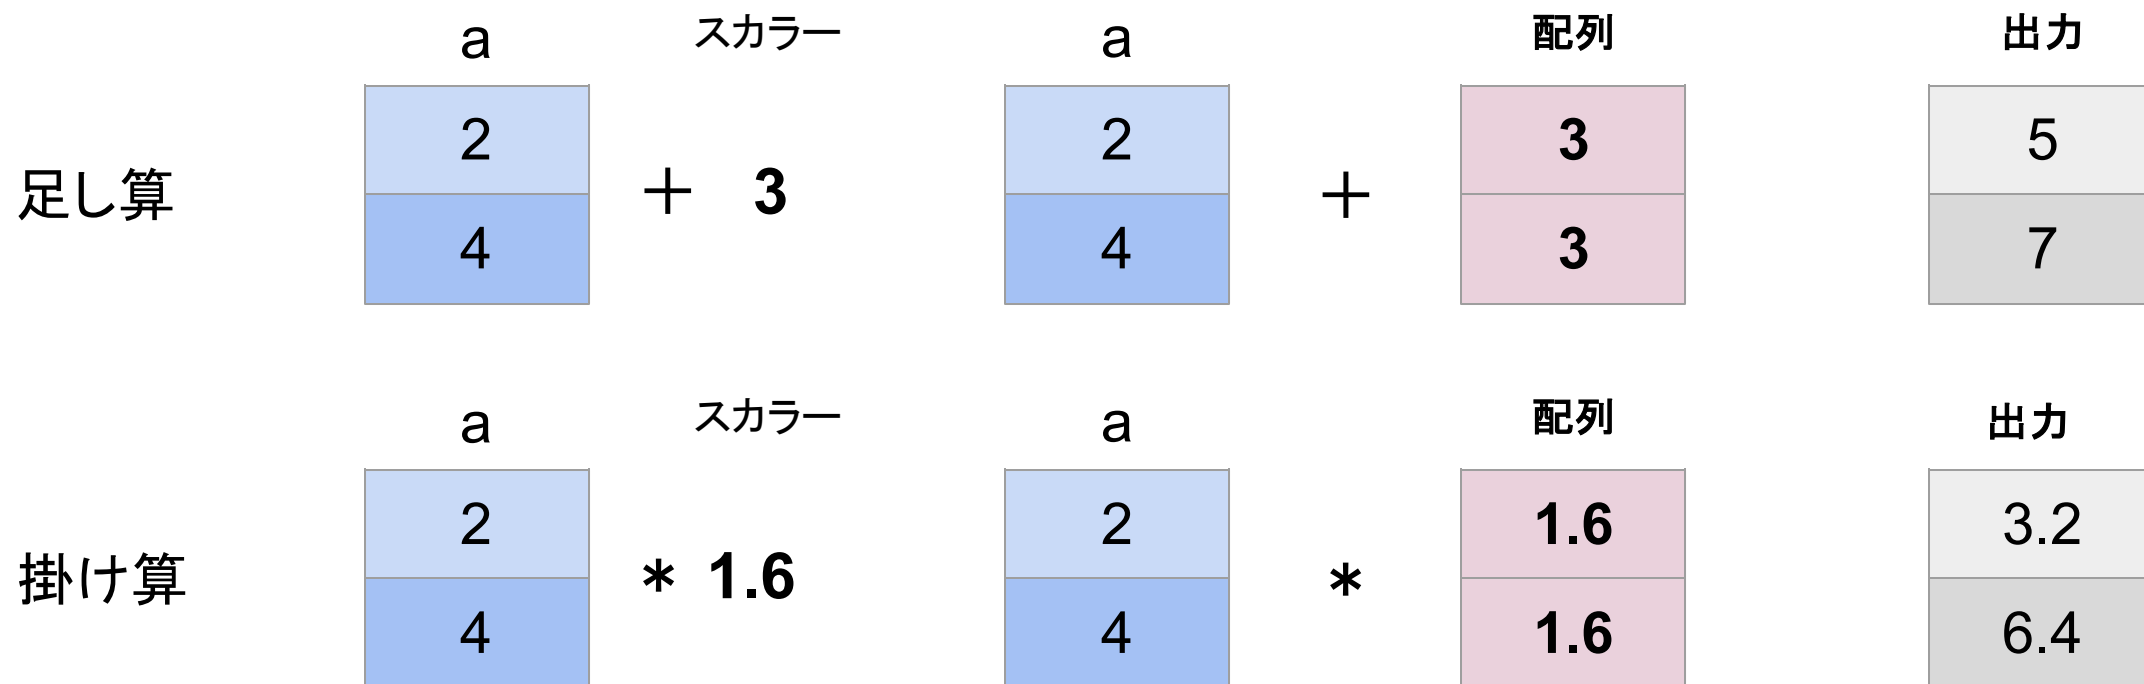 a スカラー a 配列 出力
2 2 3 5
足し算 + 3 +
4 4 3 7
a スカラー a 配列 出力
2 2 1.6 3.2
掛け算 * 1.6 *
4 4 1.6 6.4